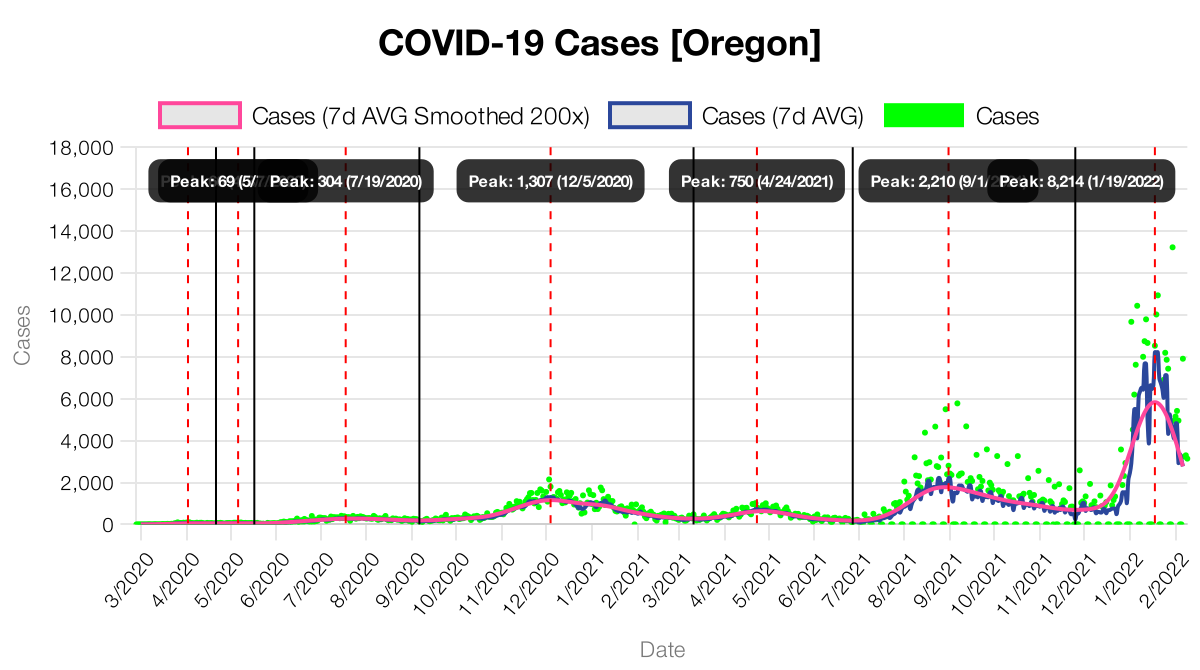 COVID-19 Cases [Oregon]
Cases (7d AVG Smoothed 200x)
Cases (7d AVG)
Cases
18,000
16,000
14,000
12,000
10,000
8,000
6,000
4,000
2,000
0
Cases
Peak: 69 (5/7/
Peak: 304 (7/19/2020)
Peak: 1,307 (12/5/2020)
Peak: 750 (4/24/2021)
Peak: 2,210 (9/1/
Peak: 8,214 (1/19/2022)
3/2020
4/2020
5/2020
6/2020
7/2020
8/2020
9/2020
10/2020
11/2020
12/2020
1/2021
2/2021
3/2021
4/2021
5/2021
6/2021
7/2021
8/2021
9/2021
10/2021
11/2021
12/2021
1/2022
2/2022
Date